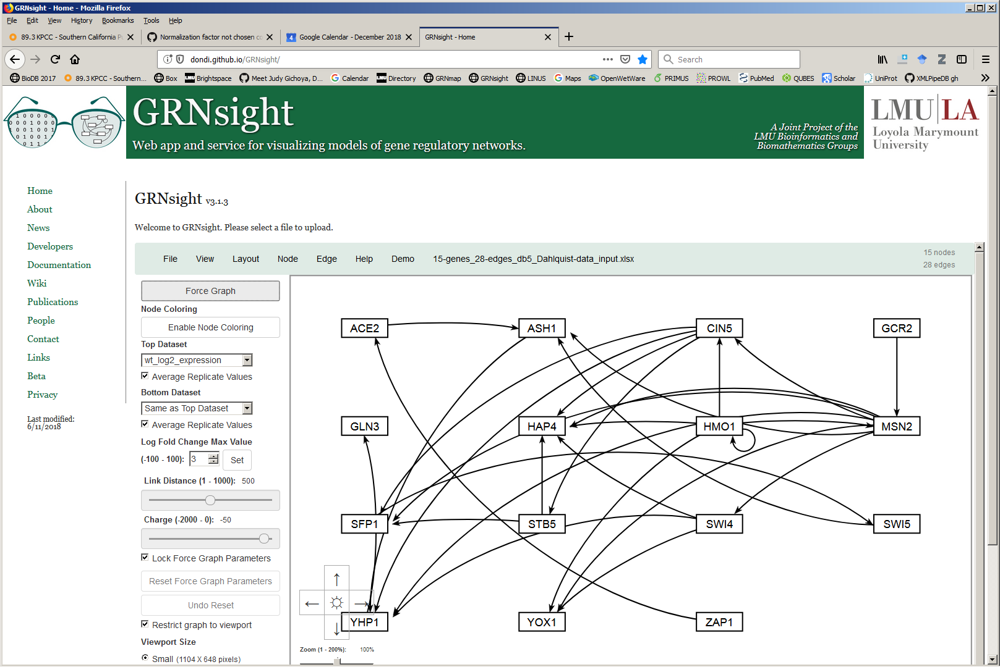 GRNsight - Home - Mozilla Firefox
File Edit View History Bookmarks Tools Help
89.3 KPCC - Southern California Pu
Normalization factor not chosen co
Google Calendar - December 2018
GRNsight - Home
dondi.github.io/GRNsight/
Search
BioDB 2017 89.3 KPCC - Southern... Box Brightspace Meet Judy Gichoya, D... Calendar Directory GRNmap GRNsight LINUS Maps OpenWetWare PRIMUS PROWL PubMed QUBES Scholar UniProt XMLPipeDB gh
GRNsight
Web app and service for visualizing models of gene regulatory networks.
A Joint Project of the
LMU Bioinformatics and
Biomathematics Groups
LMU|LA
Loyola Marymount
University
Home
About
News
Developers
Documentation
Wiki
Publications
People
Contact
Links
Beta
Privacy
Last modified:
6/11/2018
GRNsight v3.1.3
Welcome to GRNsight. Please select a file to upload.
File View Layout Node Edge Help Demo 15-genes_28-edges_db5_Dahlquist-data_input.xlsx
15 nodes
28 edges
Force Graph
Node Coloring
Enable Node Coloring
Top Dataset
wt_log2_expression
Average Replicate Values
Bottom Dataset
Same as Top Dataset
Average Replicate Values
Log Fold Change Max Value
(-100 - 100): 3 Set
Link Distance (1 - 1000): 500
Charge (-2000 - 0): -50
Lock Force Graph Parameters
Reset Force Graph Parameters
Undo Reset
Restrict graph to viewport
Viewport Size
Small (1104 X 648 pixels)
ACE2 ASH1 CIN5 GCR2
GLN3 HAP4 HMO1 MSN2
SFP1 STB5 SWI4 SWI5
YHP1 YOX1 ZAP1
Zoom (1 - 200%): 100%